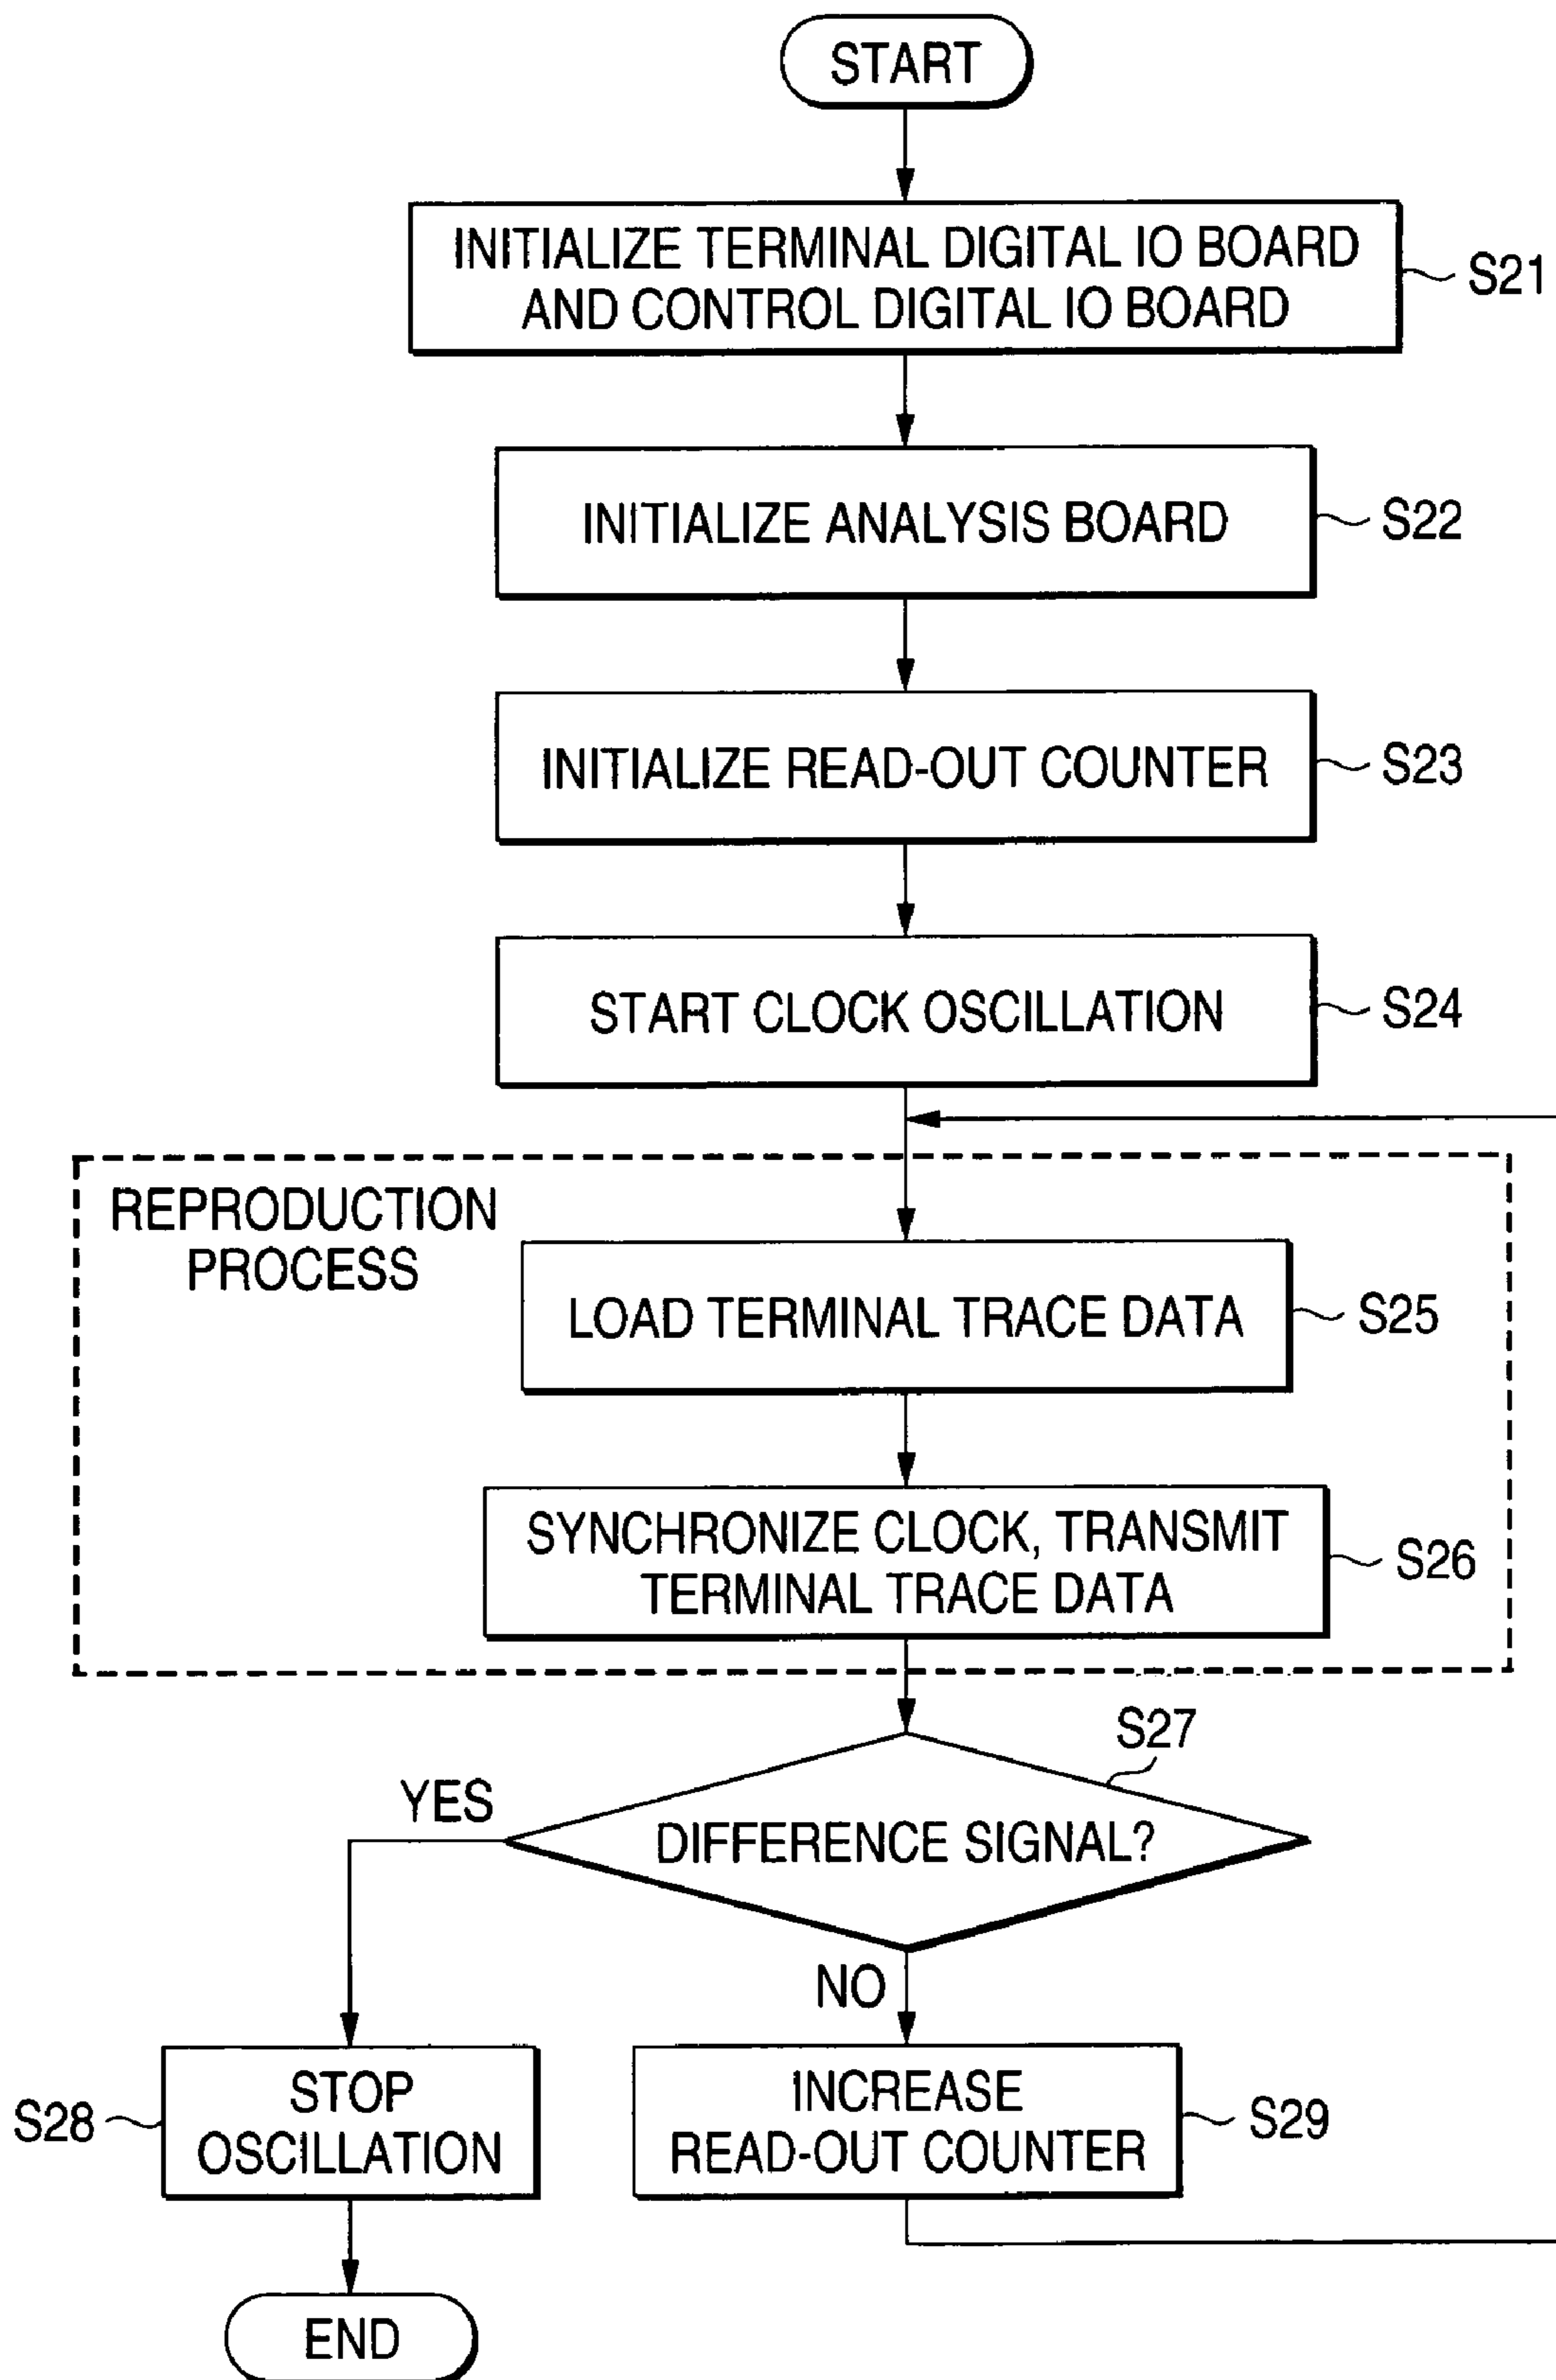 START
INITIALIZE TERMINAL DIGITAL IO BOARD
AND CONTROL DIGITAL IO BOARD
S21
INITIALIZE ANALYSIS BOARD
S22
INITIALIZE READ-OUT COUNTER
S23
START CLOCK OSCILLATION
S24
REPRODUCTION
PROCESS
LOAD TERMINAL TRACE DATA
S25
SYNCHRONIZE CLOCK, TRANSMIT
TERMINAL TRACE DATA
S26
S27
YES
DIFFERENCE SIGNAL?
NO
STOP
OSCILLATION
S28
INCREASE
READ-OUT COUNTER
S29
END